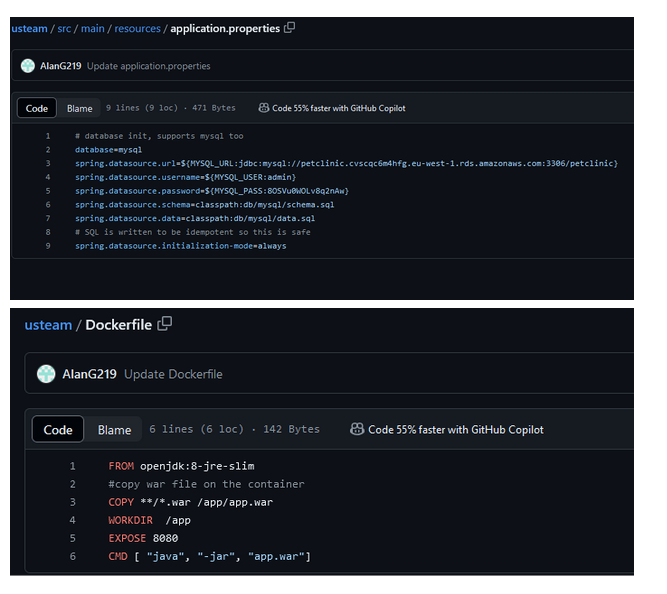 usteam / src / main / resources / application.properties
AlanG219 Update application.properties
Code Blame 9 lines (9 loc) · 471 Bytes Code 55% faster with GitHub Copilot
1 # database init, supports mysql too
2 database=mysql
3 spring.datasource.url=${MYSQL_URL:jdbc:mysql://petclinic.cvscqc6m4hfg.eu-west-1.rds.amazonaws.com:3306/petclinic}
4 spring.datasource.username=${MYSQL_USER:admin}
5 spring.datasource.password=${MYSQL_PASS:8OSVu0WOLv8q2nAw}
6 spring.datasource.schema=classpath:db/mysql/schema.sql
7 spring.datasource.data=classpath:db/mysql/data.sql
8 # SQL is written to be idempotent so this is safe
9 spring.datasource.initialization-mode=always
usteam / Dockerfile
AlanG219 Update Dockerfile
Code Blame 6 lines (6 loc) · 142 Bytes Code 55% faster with GitHub Copilot
1 FROM openjdk:8-jre-slim
2 #copy war file on the container
3 COPY **/*.war /app/app.war
4 WORKDIR  /app
5 EXPOSE 8080
6 CMD [ "java", "-jar", "app.war"]